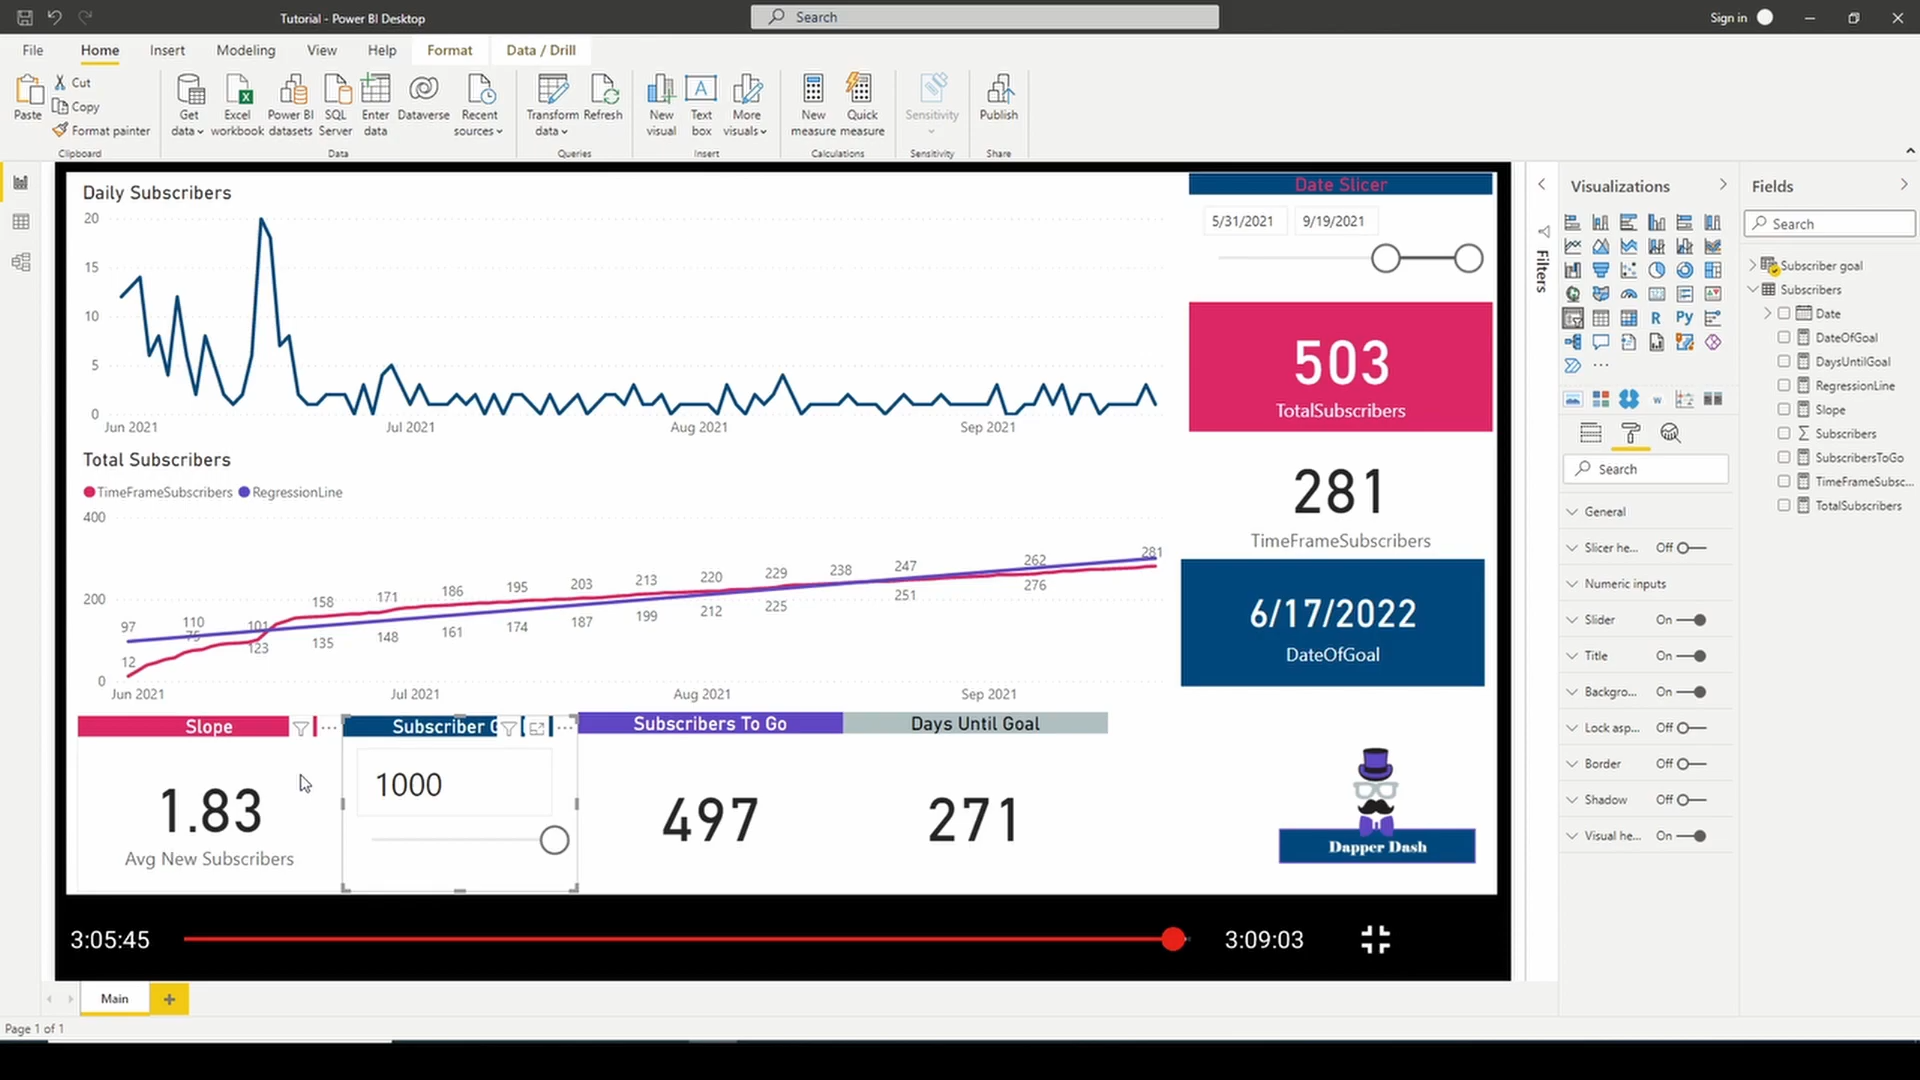 Tutorial - Power BI Desktop
Search
Sign in
File
Home
Insert
Modeling
View
Help
Format
Data / Drill
Paste
Cut
Copy
Format painter
Clipboard
Get data
Excel workbook
Power BI datasets
SQL Server
Enter data
Dataverse
Recent sources
Data
Transform data
Refresh
Queries
New visual
Text box
More visuals
Insert
New measure
Quick measure
Calculations
Sensitivity
Sensitivity
Publish
Share
Daily Subscribers
20
15
10
5
0
Jun 2021
Jul 2021
Aug 2021
Sep 2021
Total Subscribers
TimeFrameSubscribers
RegressionLine
400
200
0
97
110
101
158
171
186
195
203
213
220
229
238
247
262
281
12
75
123
135
148
161
174
187
199
212
225
251
276
Jun 2021
Jul 2021
Aug 2021
Sep 2021
Date Slicer
5/31/2021
9/19/2021
503
TotalSubscribers
281
TimeFrameSubscribers
6/17/2022
DateOfGoal
Slope
1.83
Avg New Subscribers
Subscriber
1000
Subscribers To Go
497
Days Until Goal
271
Dapper Dash
3:05:45
3:09:03
Main
+
Page 1 of 1
Filters
Visualizations
R
Py
Search
General
Slicer he... Off
Numeric inputs
Slider On
Title On
Backgro... On
Lock asp... Off
Border Off
Shadow Off
Visual he... On
Fields
Search
Subscriber goal
Subscribers
Date
DateOfGoal
DaysUntilGoal
RegressionLine
Slope
Subscribers
SubscribersToGo
TimeFrameSubsc...
TotalSubscribers